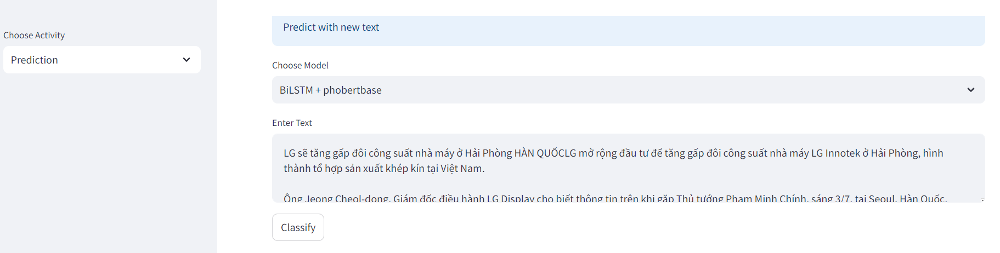 Choose Activity
Prediction
Predict with new text
Choose Model
BiLSTM + phobertbase
Enter Text
LG sẽ tăng gấp đôi công suất nhà máy ở Hải Phòng HÀN QUỐCLG mở rộng đầu tư để tăng gấp đôi công suất nhà máy LG Innotek ở Hải Phòng, hình
thành tổ hợp sản xuất khép kín tại Việt Nam.
Ông Jeong Cheol-dong, Giám đốc điều hành LG Display cho biết thông tin trên khi gặp Thủ tướng Phạm Minh Chính, sáng 3/7, tại Seoul, Hàn Quốc.
Classify